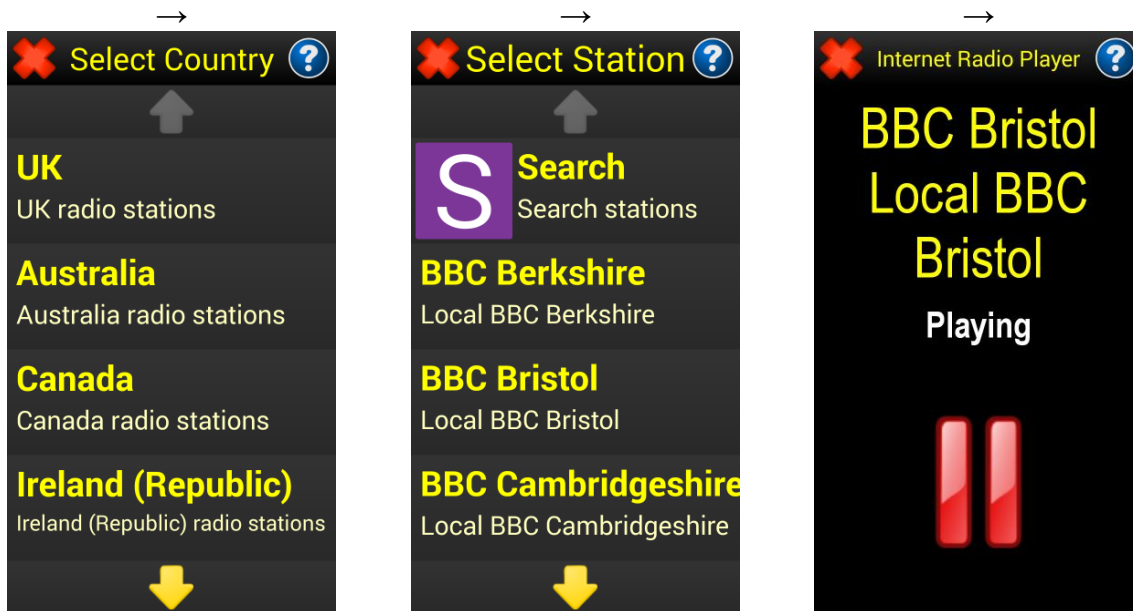 →
→
→
Select Country ?
UK
UK radio stations
Australia
Australia radio stations
Canada
Canada radio stations
Ireland (Republic)
Ireland (Republic) radio stations
Select Station ?
S
Search
Search stations
BBC Berkshire
Local BBC Berkshire
BBC Bristol
Local BBC Bristol
BBC Cambridgeshire
Local BBC Cambridgeshire
Internet Radio Player ?
BBC Bristol
Local BBC
Bristol
Playing